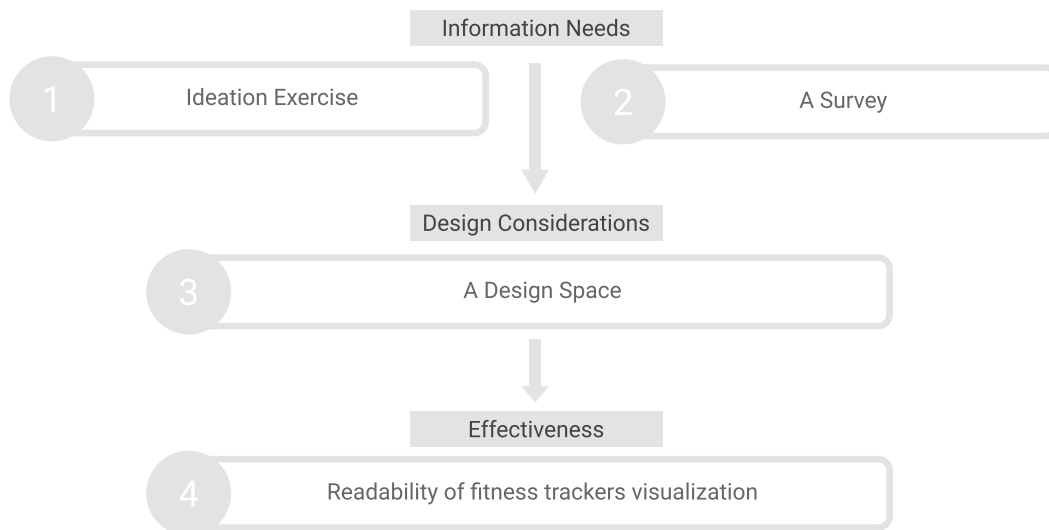 Information Needs
1 Ideation Exercise
2 A Survey
Design Considerations
3 A Design Space
Effectiveness
4 Readability of fitness trackers visualization